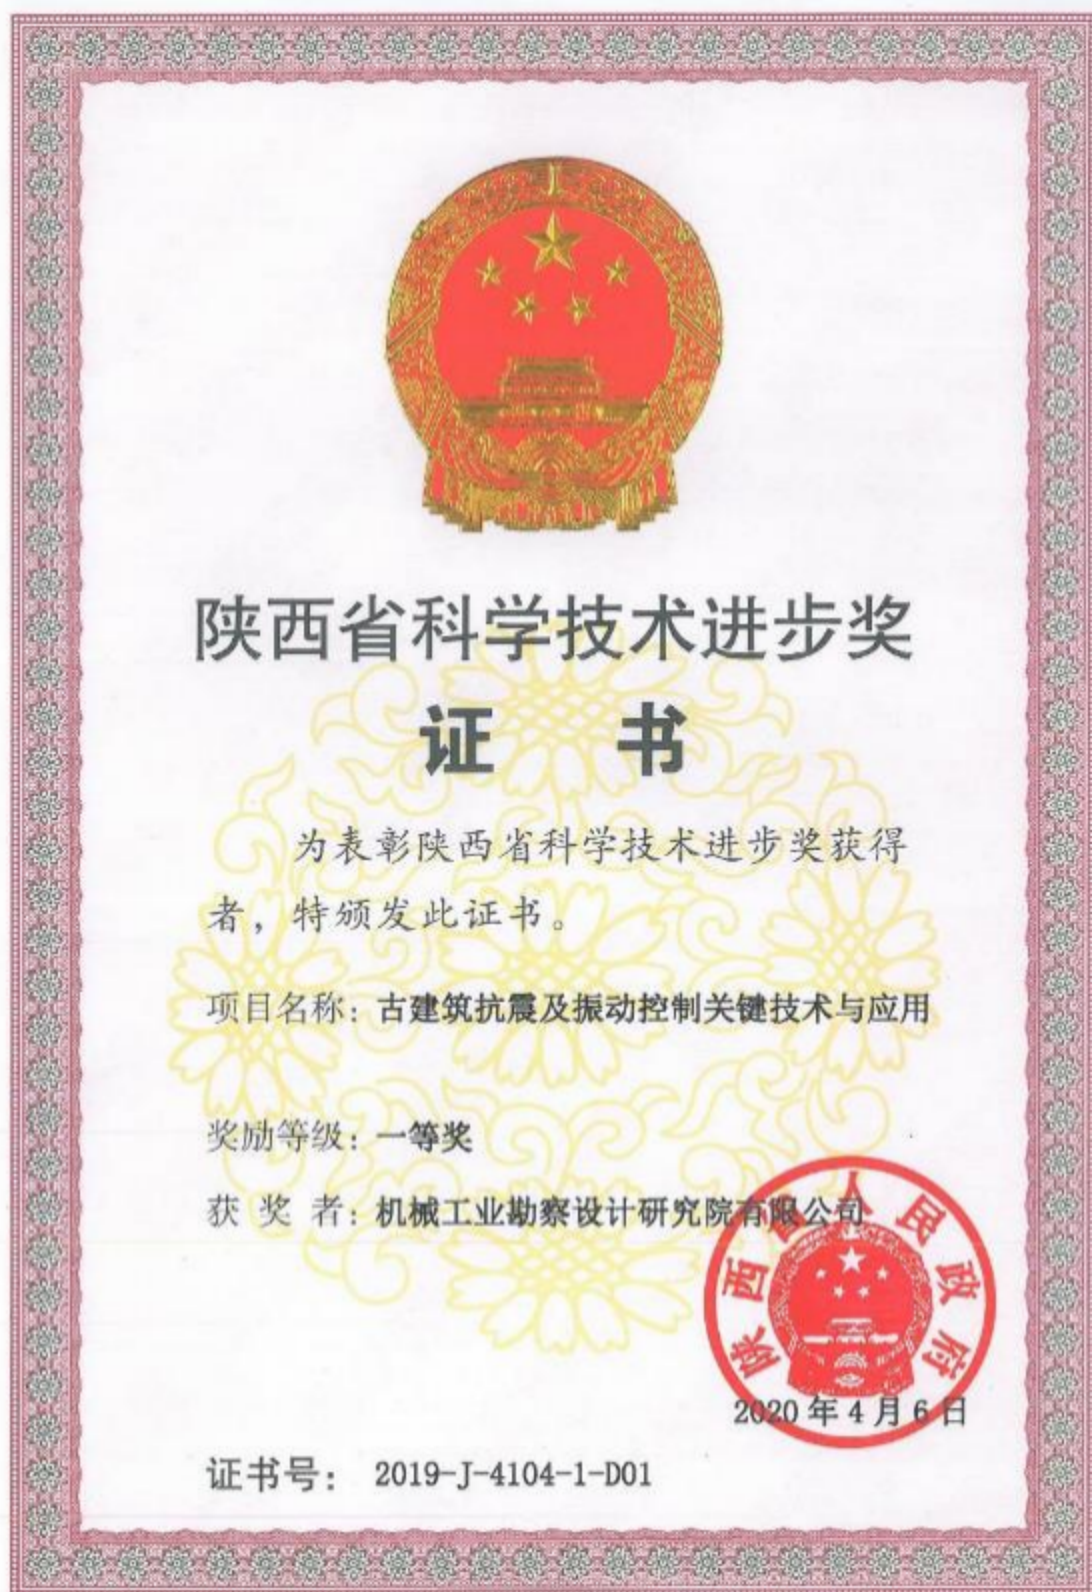 陕西省科学技术进步奖
证 书
为表彰陕西省科学技术进步奖获得
者，特颁发此证书。
项目名称：古建筑抗震及振动控制关键技术与应用
奖励等级：一等奖
获 奖 者：机械工业勘察设计研究院有限公司
陕西省人民政府
2020年4月6日
证书号： 2019-J-4104-1-D01